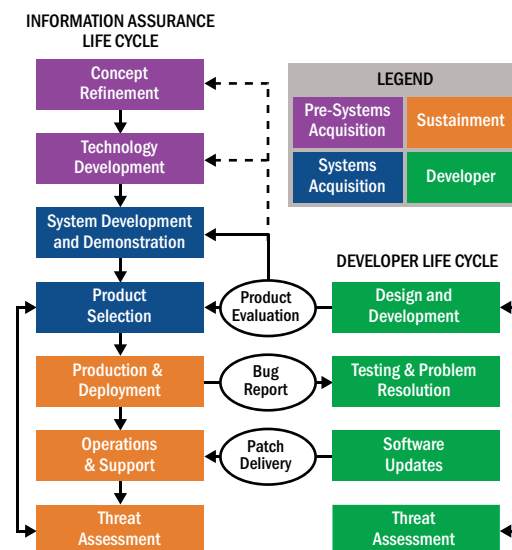 INFORMATION ASSURANCE
LIFE CYCLE
Concept
Refinement
Technology
Development
System Development
and Demonstration
Product
Selection
Production &
Deployment
Operations
& Support
Threat
Assessment
LEGEND
Pre-Systems
Acquisition
Sustainment
Systems
Acquisition
Developer
Product
Evaluation
Bug
Report
Patch
Delivery
DEVELOPER LIFE CYCLE
Design and
Development
Testing & Problem
Resolution
Software
Updates
Threat
Assessment